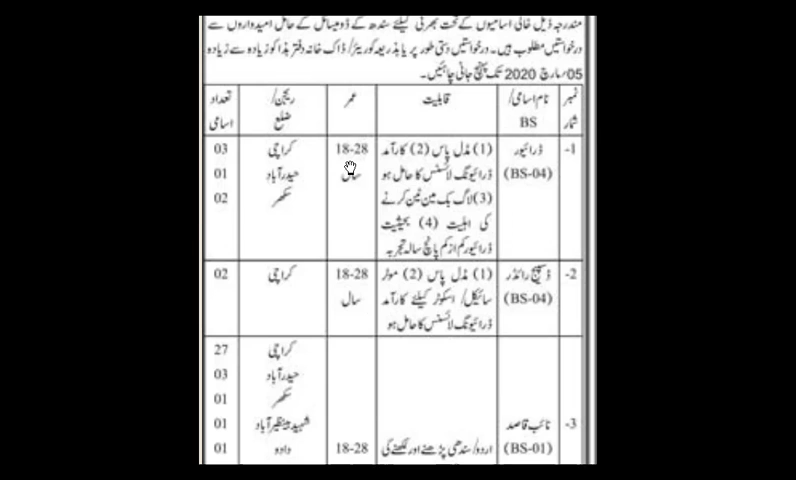 مندرجہ ذیل خالی اسامیوں کے تحت بھرتی کیلئے سندھ کے ڈومیسائل کے حامل امیدواروں سے
درخواستیں مطلوب ہیں۔ درخواستیں دستی طور پر یا بذریعہ کوریئر/ ڈاک خانہ دفتر ہذا کو زیادہ سے زیادہ
05/مارچ 2020 تک پہنچ جانی چاہئیں۔
نمبر شمار
نام اسامی/ BS
قابلیت
عمر
ریجن/ ضلع
تعداد اسامی
-1
ڈرائیور
(BS-04)
(1) مڈل پاس (2) کارآمد
ڈرائیونگ لائسنس کا حامل ہو
(3) لاگ بک مین ٹین کرنے
کی اہلیت (4) بحیثیت
ڈرائیور کم از کم پانچ سالہ تجربہ
18-28
سال
کراچی 03
حیدرآباد 01
سکھر 02
-2
ڈسپیچ رائڈر
(BS-04)
(1) مڈل پاس (2) موٹر
سائیکل/ اسکوٹر کیلئے کارآمد
ڈرائیونگ لائسنس کا حامل ہو
18-28
سال
کراچی 02
-3
نائب قاصد
(BS-01)
اردو/سندھی پڑھنے اور لکھنے کی
18-28
کراچی 27
حیدرآباد 03
سکھر 01
شہید بینظیر آباد 01
دادو 01